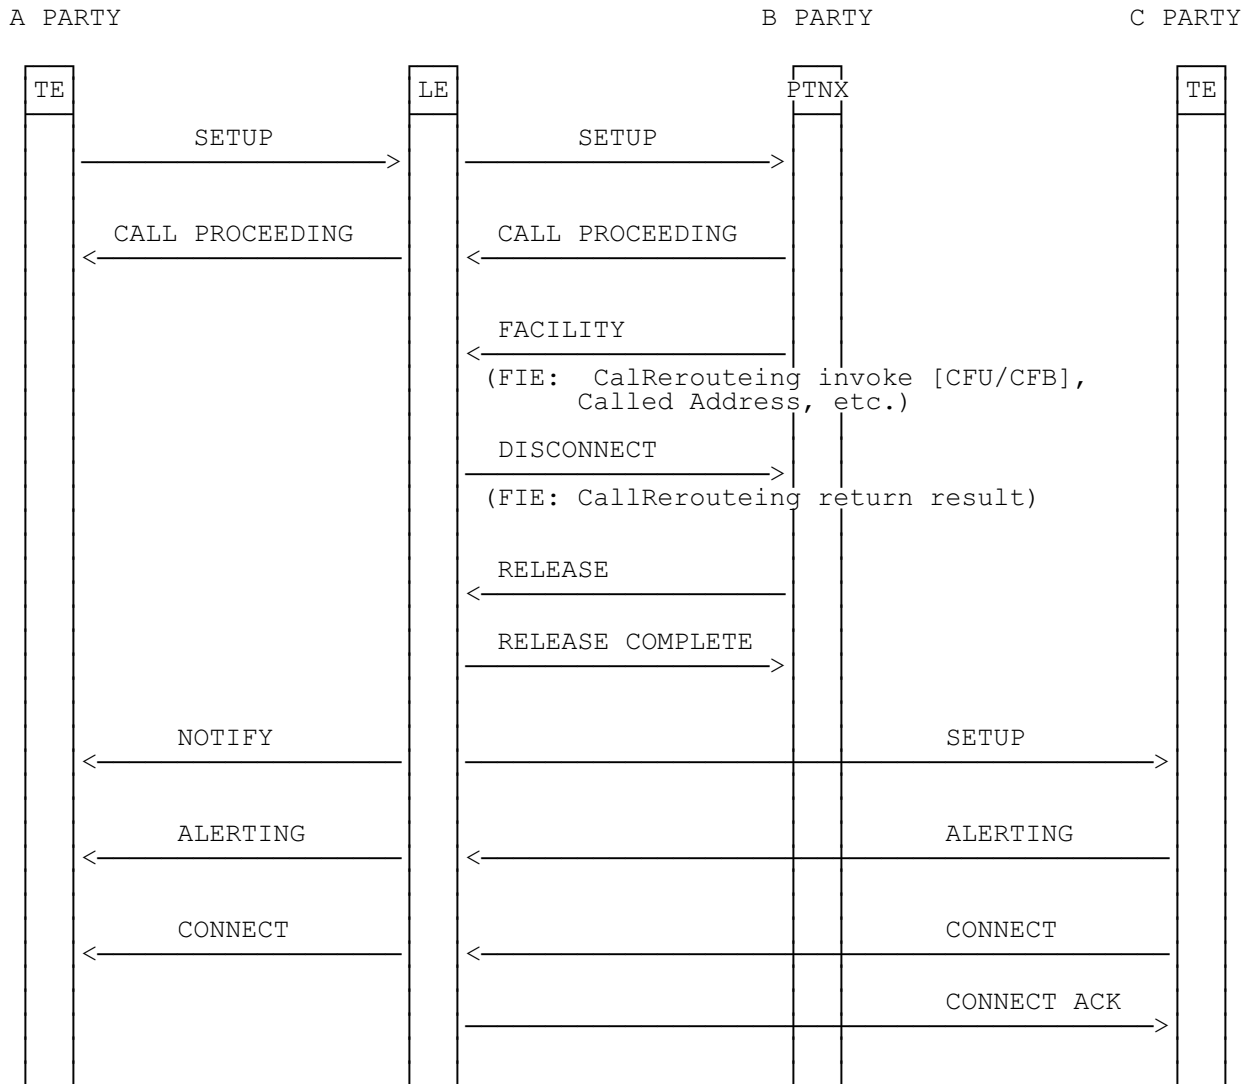 A PARTY B PARTY C PARTY
TE LE PTNX TE
SETUP SETUP
CALL PROCEEDING CALL PROCEEDING
FACILITY
(FIE: CalRerouteing invoke [CFU/CFB],
Called Address, etc.)
DISCONNECT
(FIE: CallRerouteing return result)
RELEASE
RELEASE COMPLETE
NOTIFY SETUP
ALERTING ALERTING
CONNECT CONNECT
CONNECT ACK